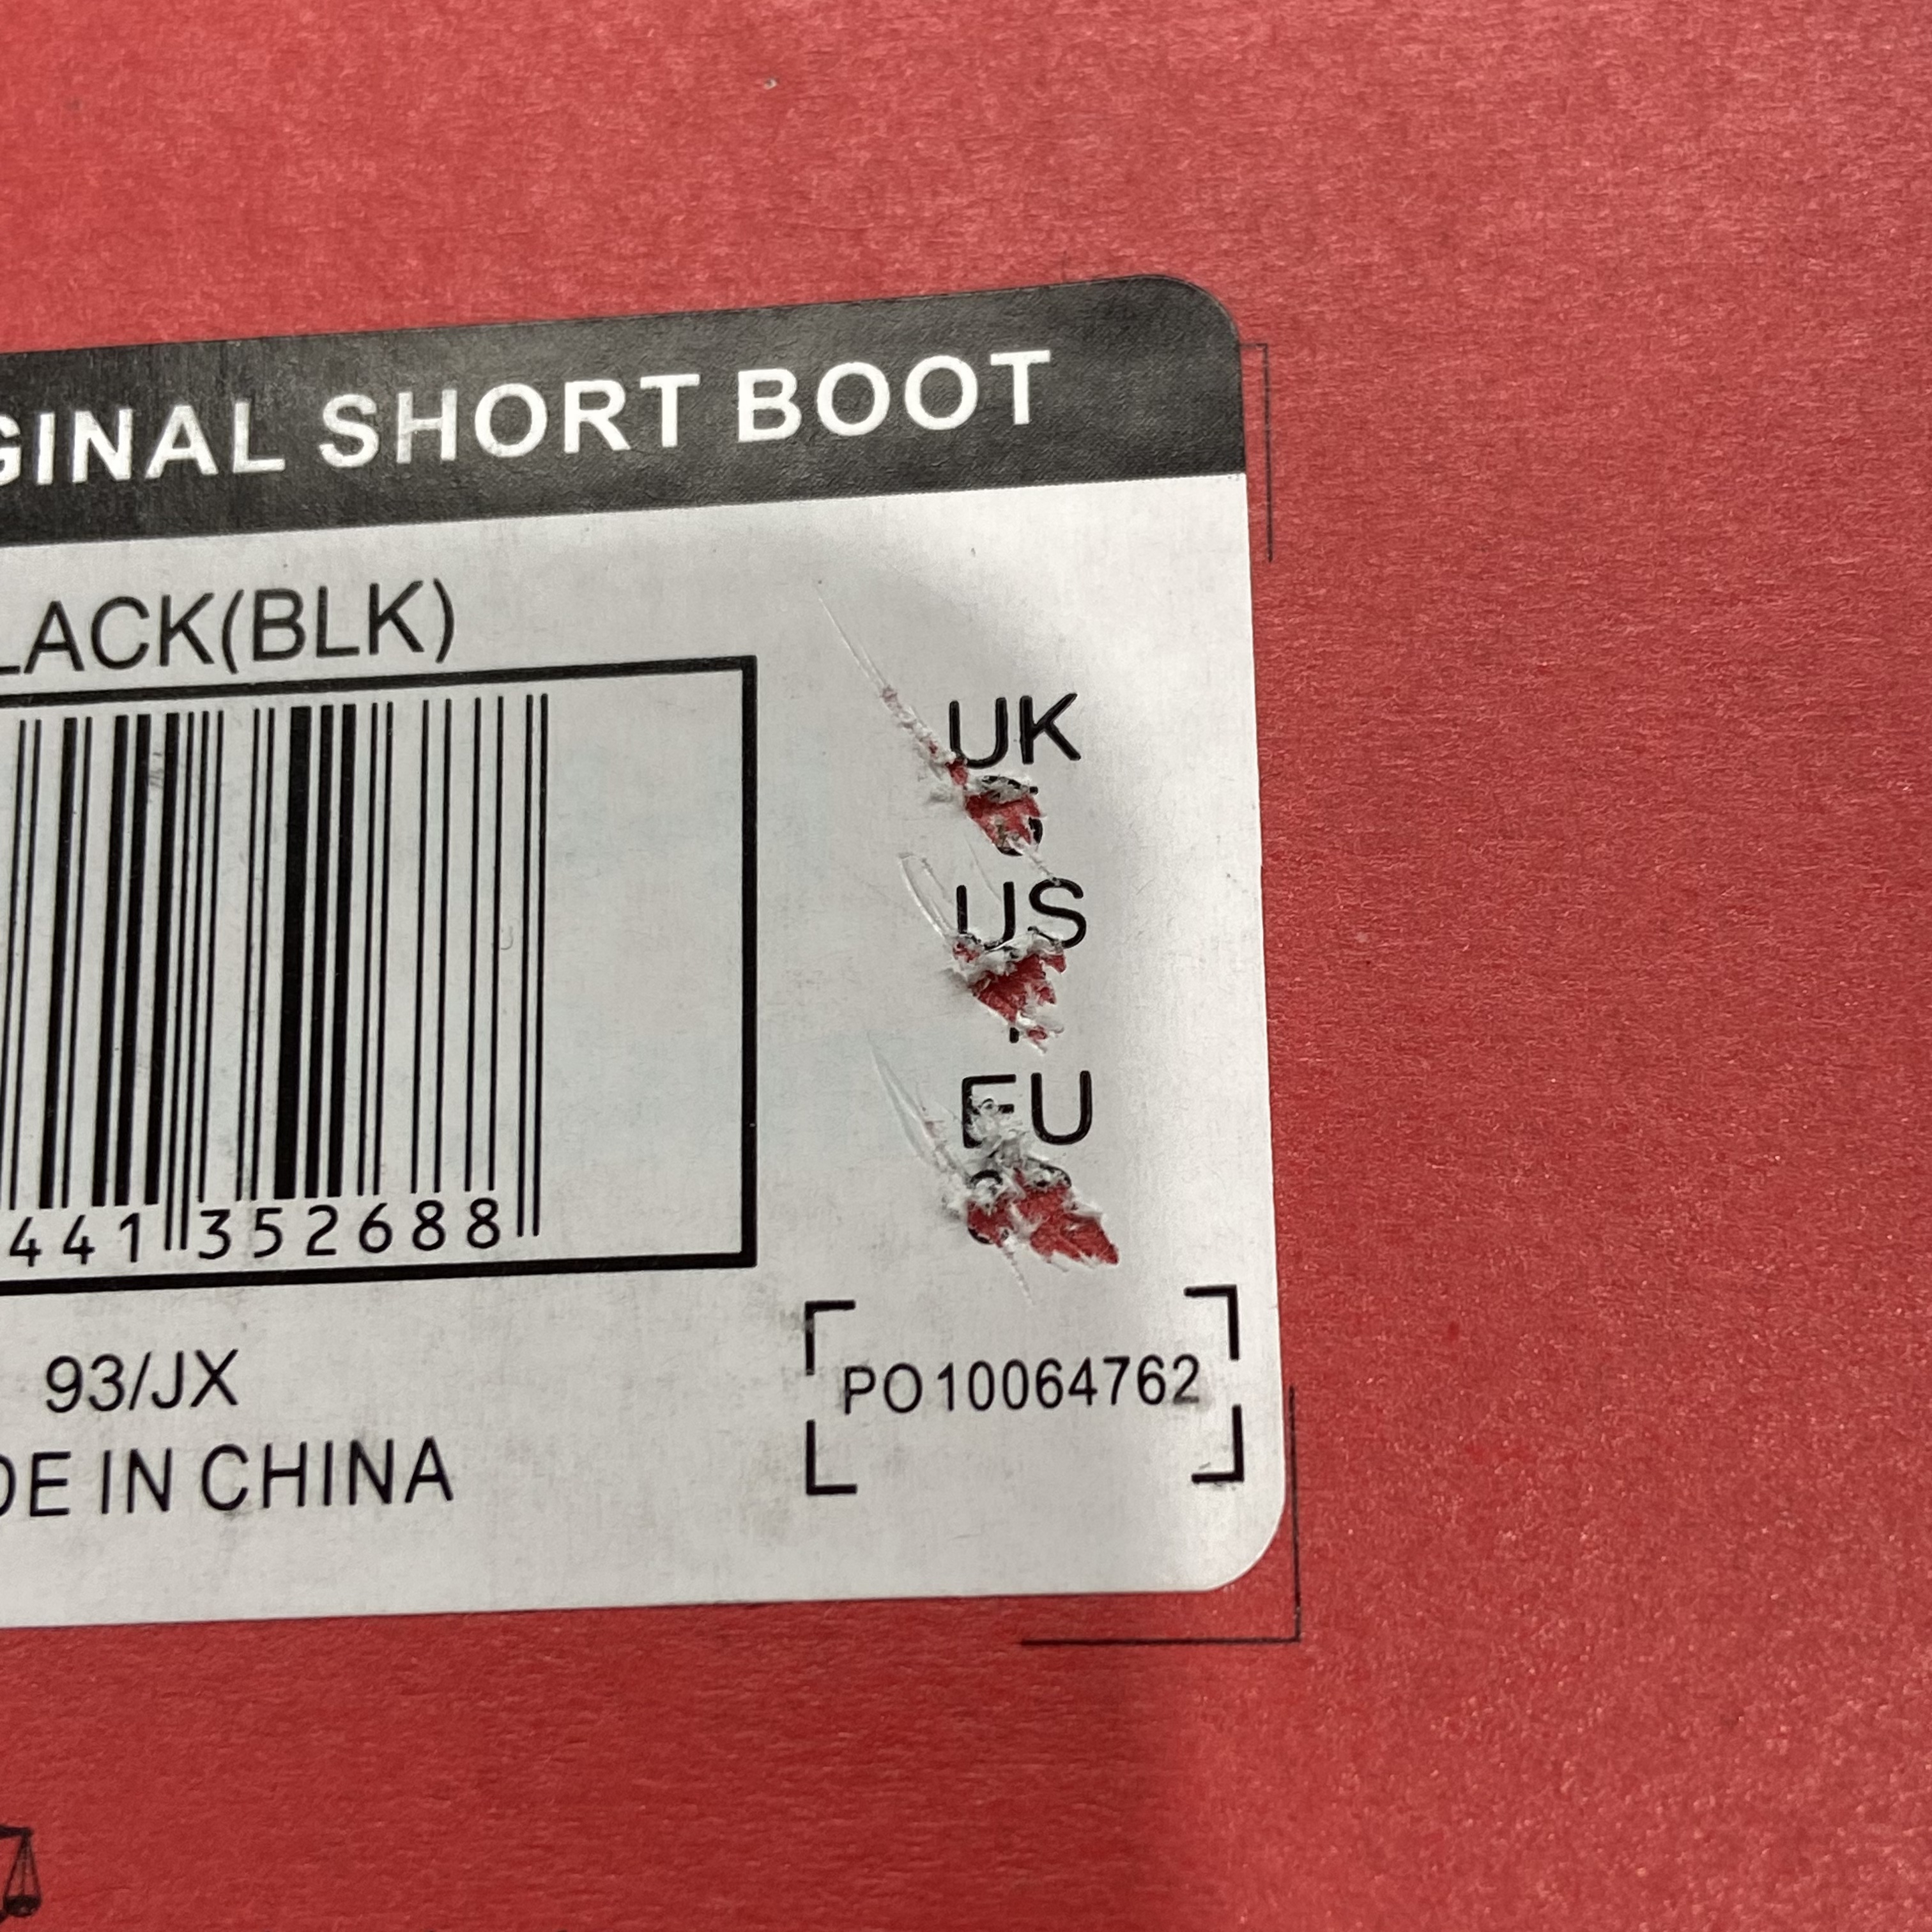 GINAL SHORT BOOT
LACK(BLK)
441 352688
UK
US
EU
93/JX
PO10064762
DE IN CHINA